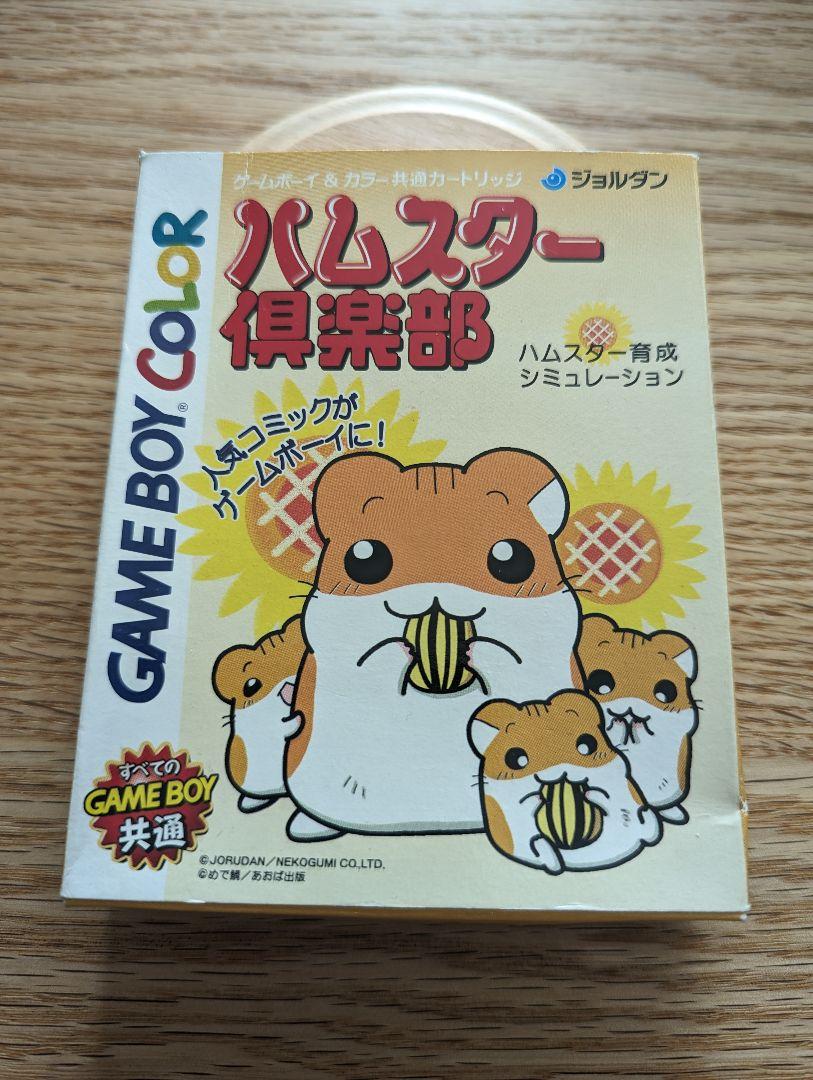 ゲームボーイ&カラー共通カートリッジ
ジョルダン
ハムスター
倶楽部
ハムスター育成
シミュレーション
人気コミックが
ゲームボーイに!
GAME BOY® COLOR
すべての
GAME BOY
共通
©JORUDAN/NEKOGUMI CO.,LTD.
©めで鯛/あおば出版